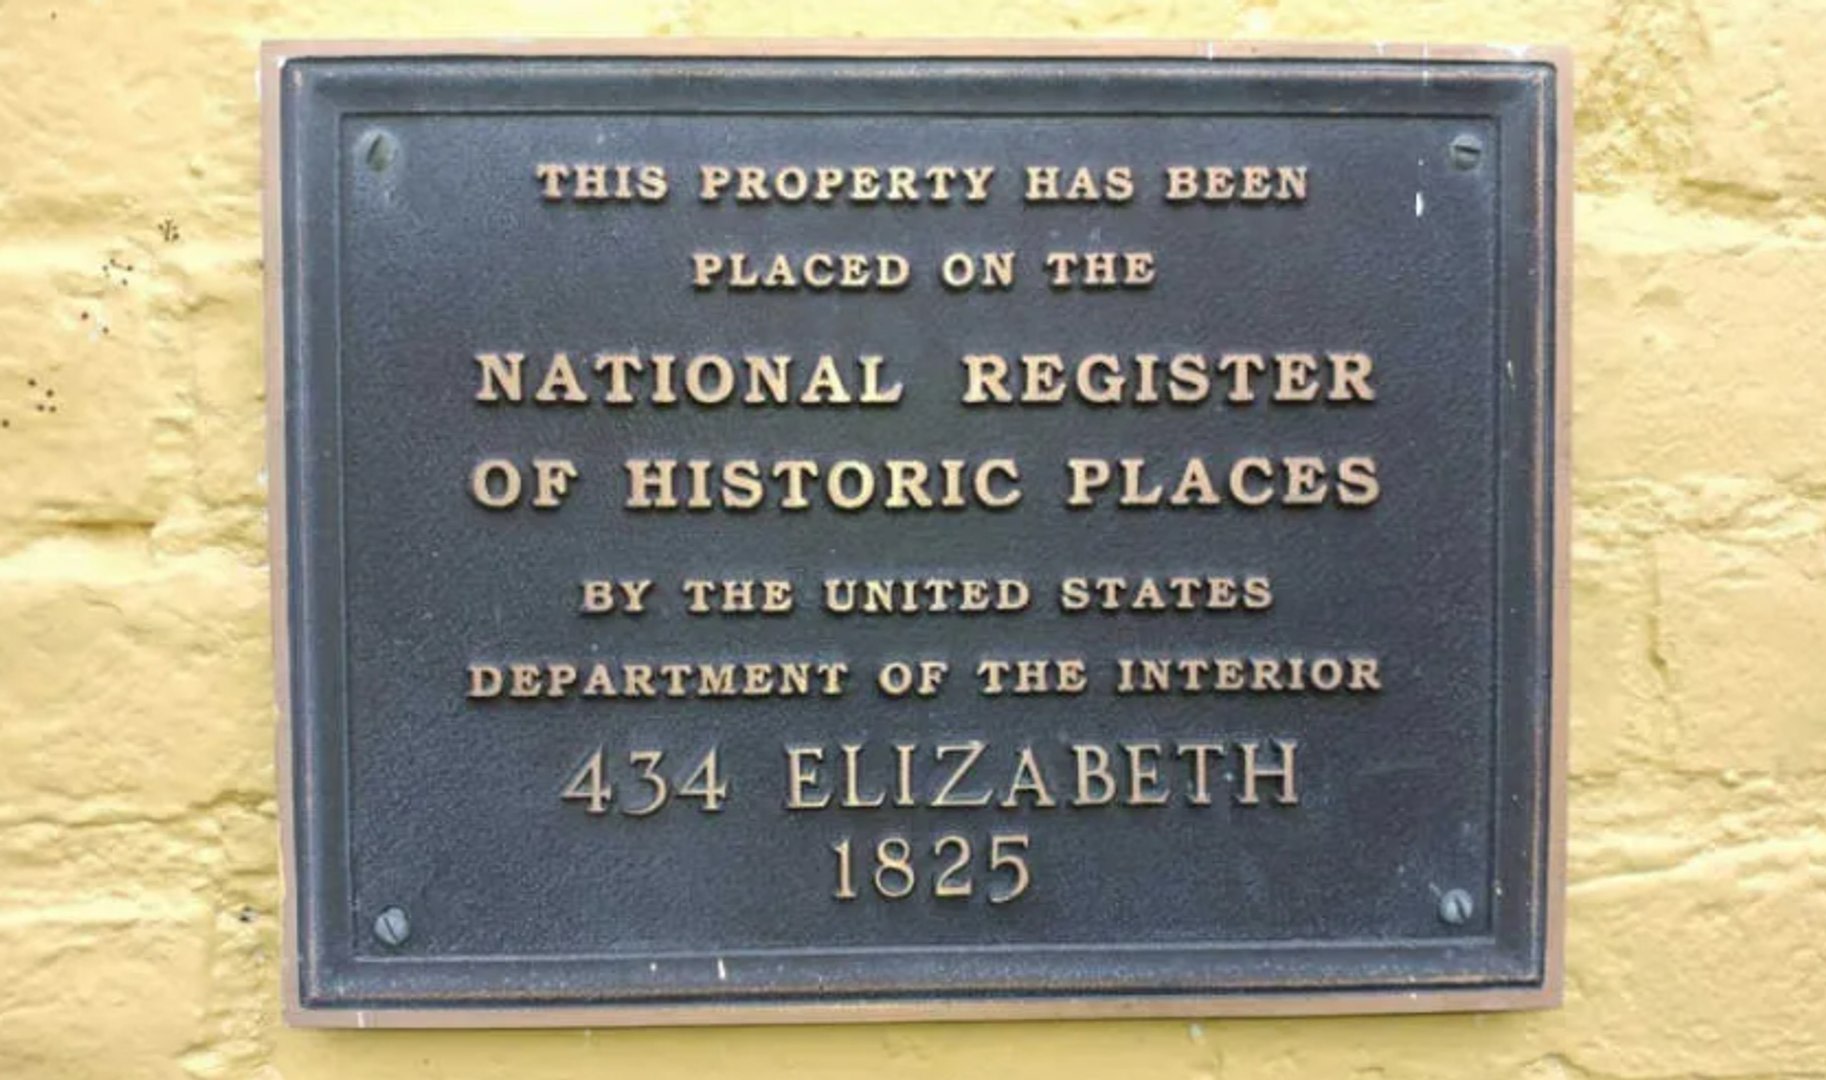 THIS PROPERTY HAS BEEN
PLACED ON THE
NATIONAL REGISTER
OF HISTORIC PLACES
BY THE UNITED STATES
DEPARTMENT OF THE INTERIOR
434 ELIZABETH
1825